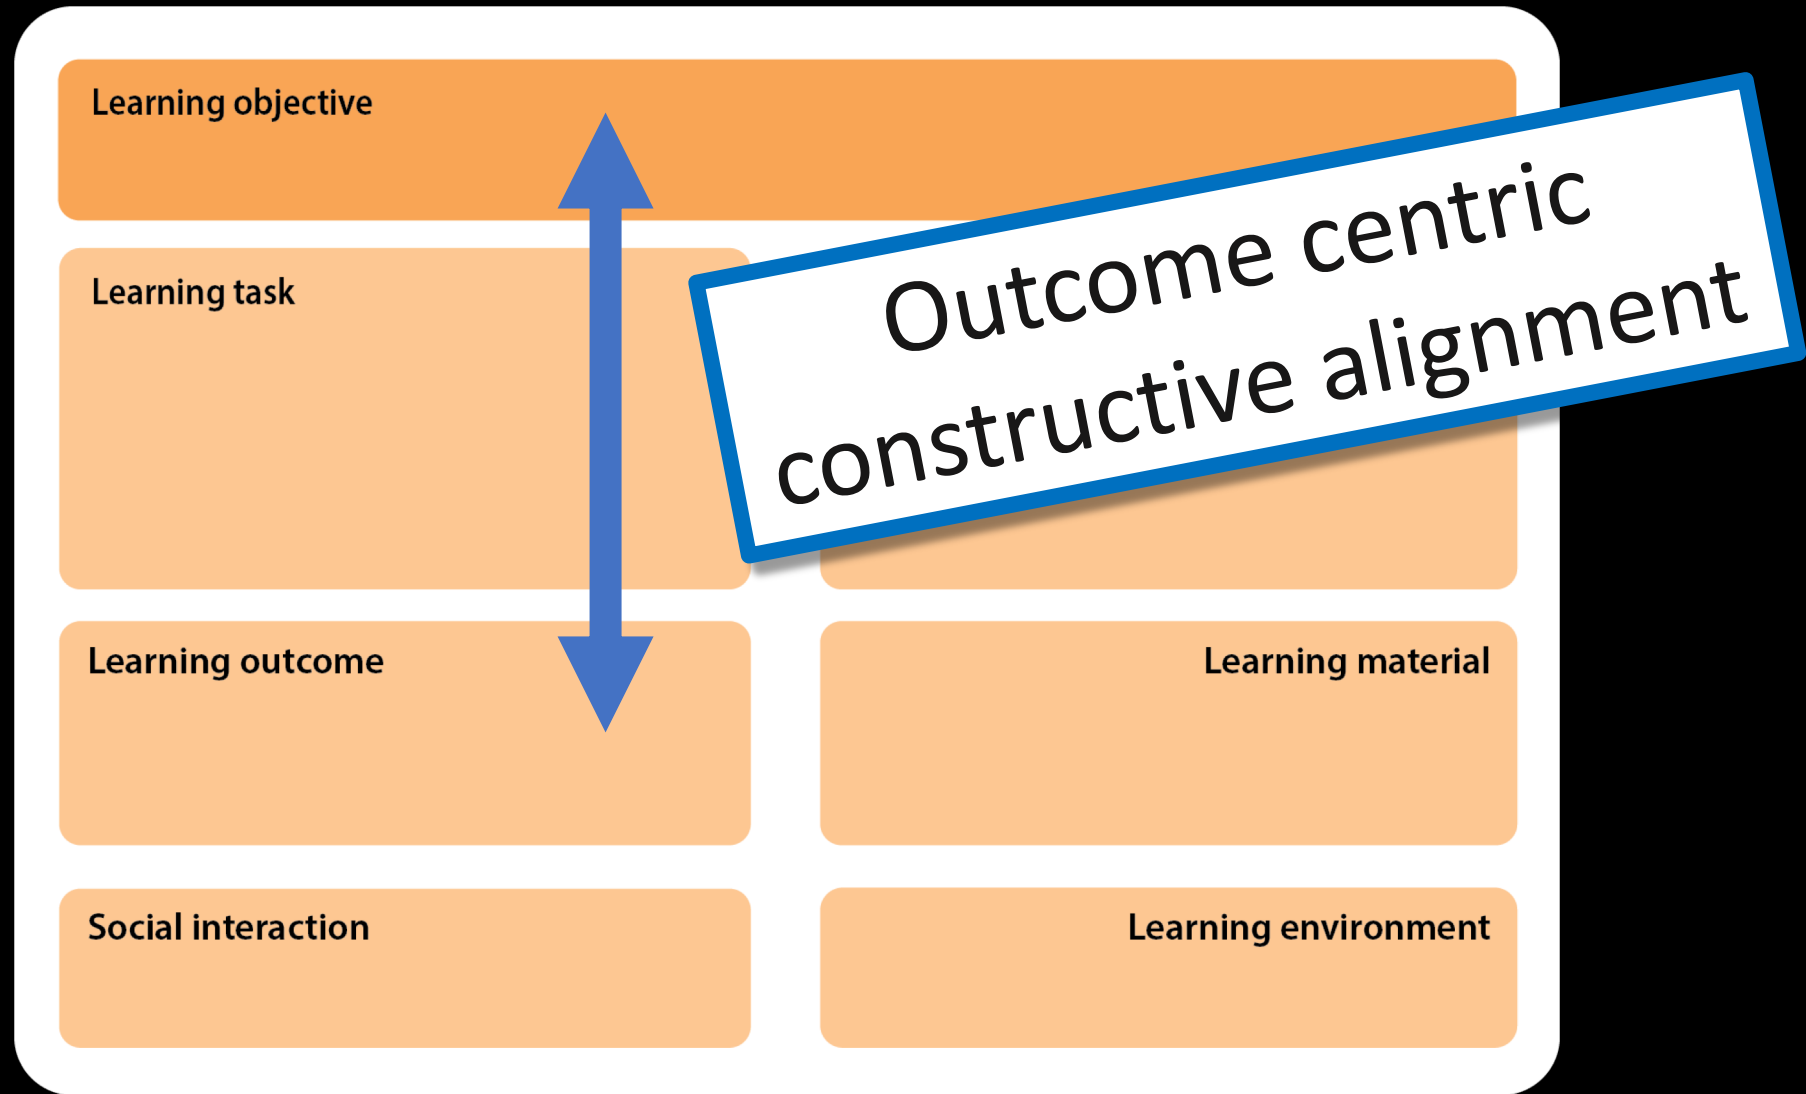 Learning objective
Outcome centric
constructive alignment
Learning task
Learning outcome
Learning material
Social interaction
Learning environment